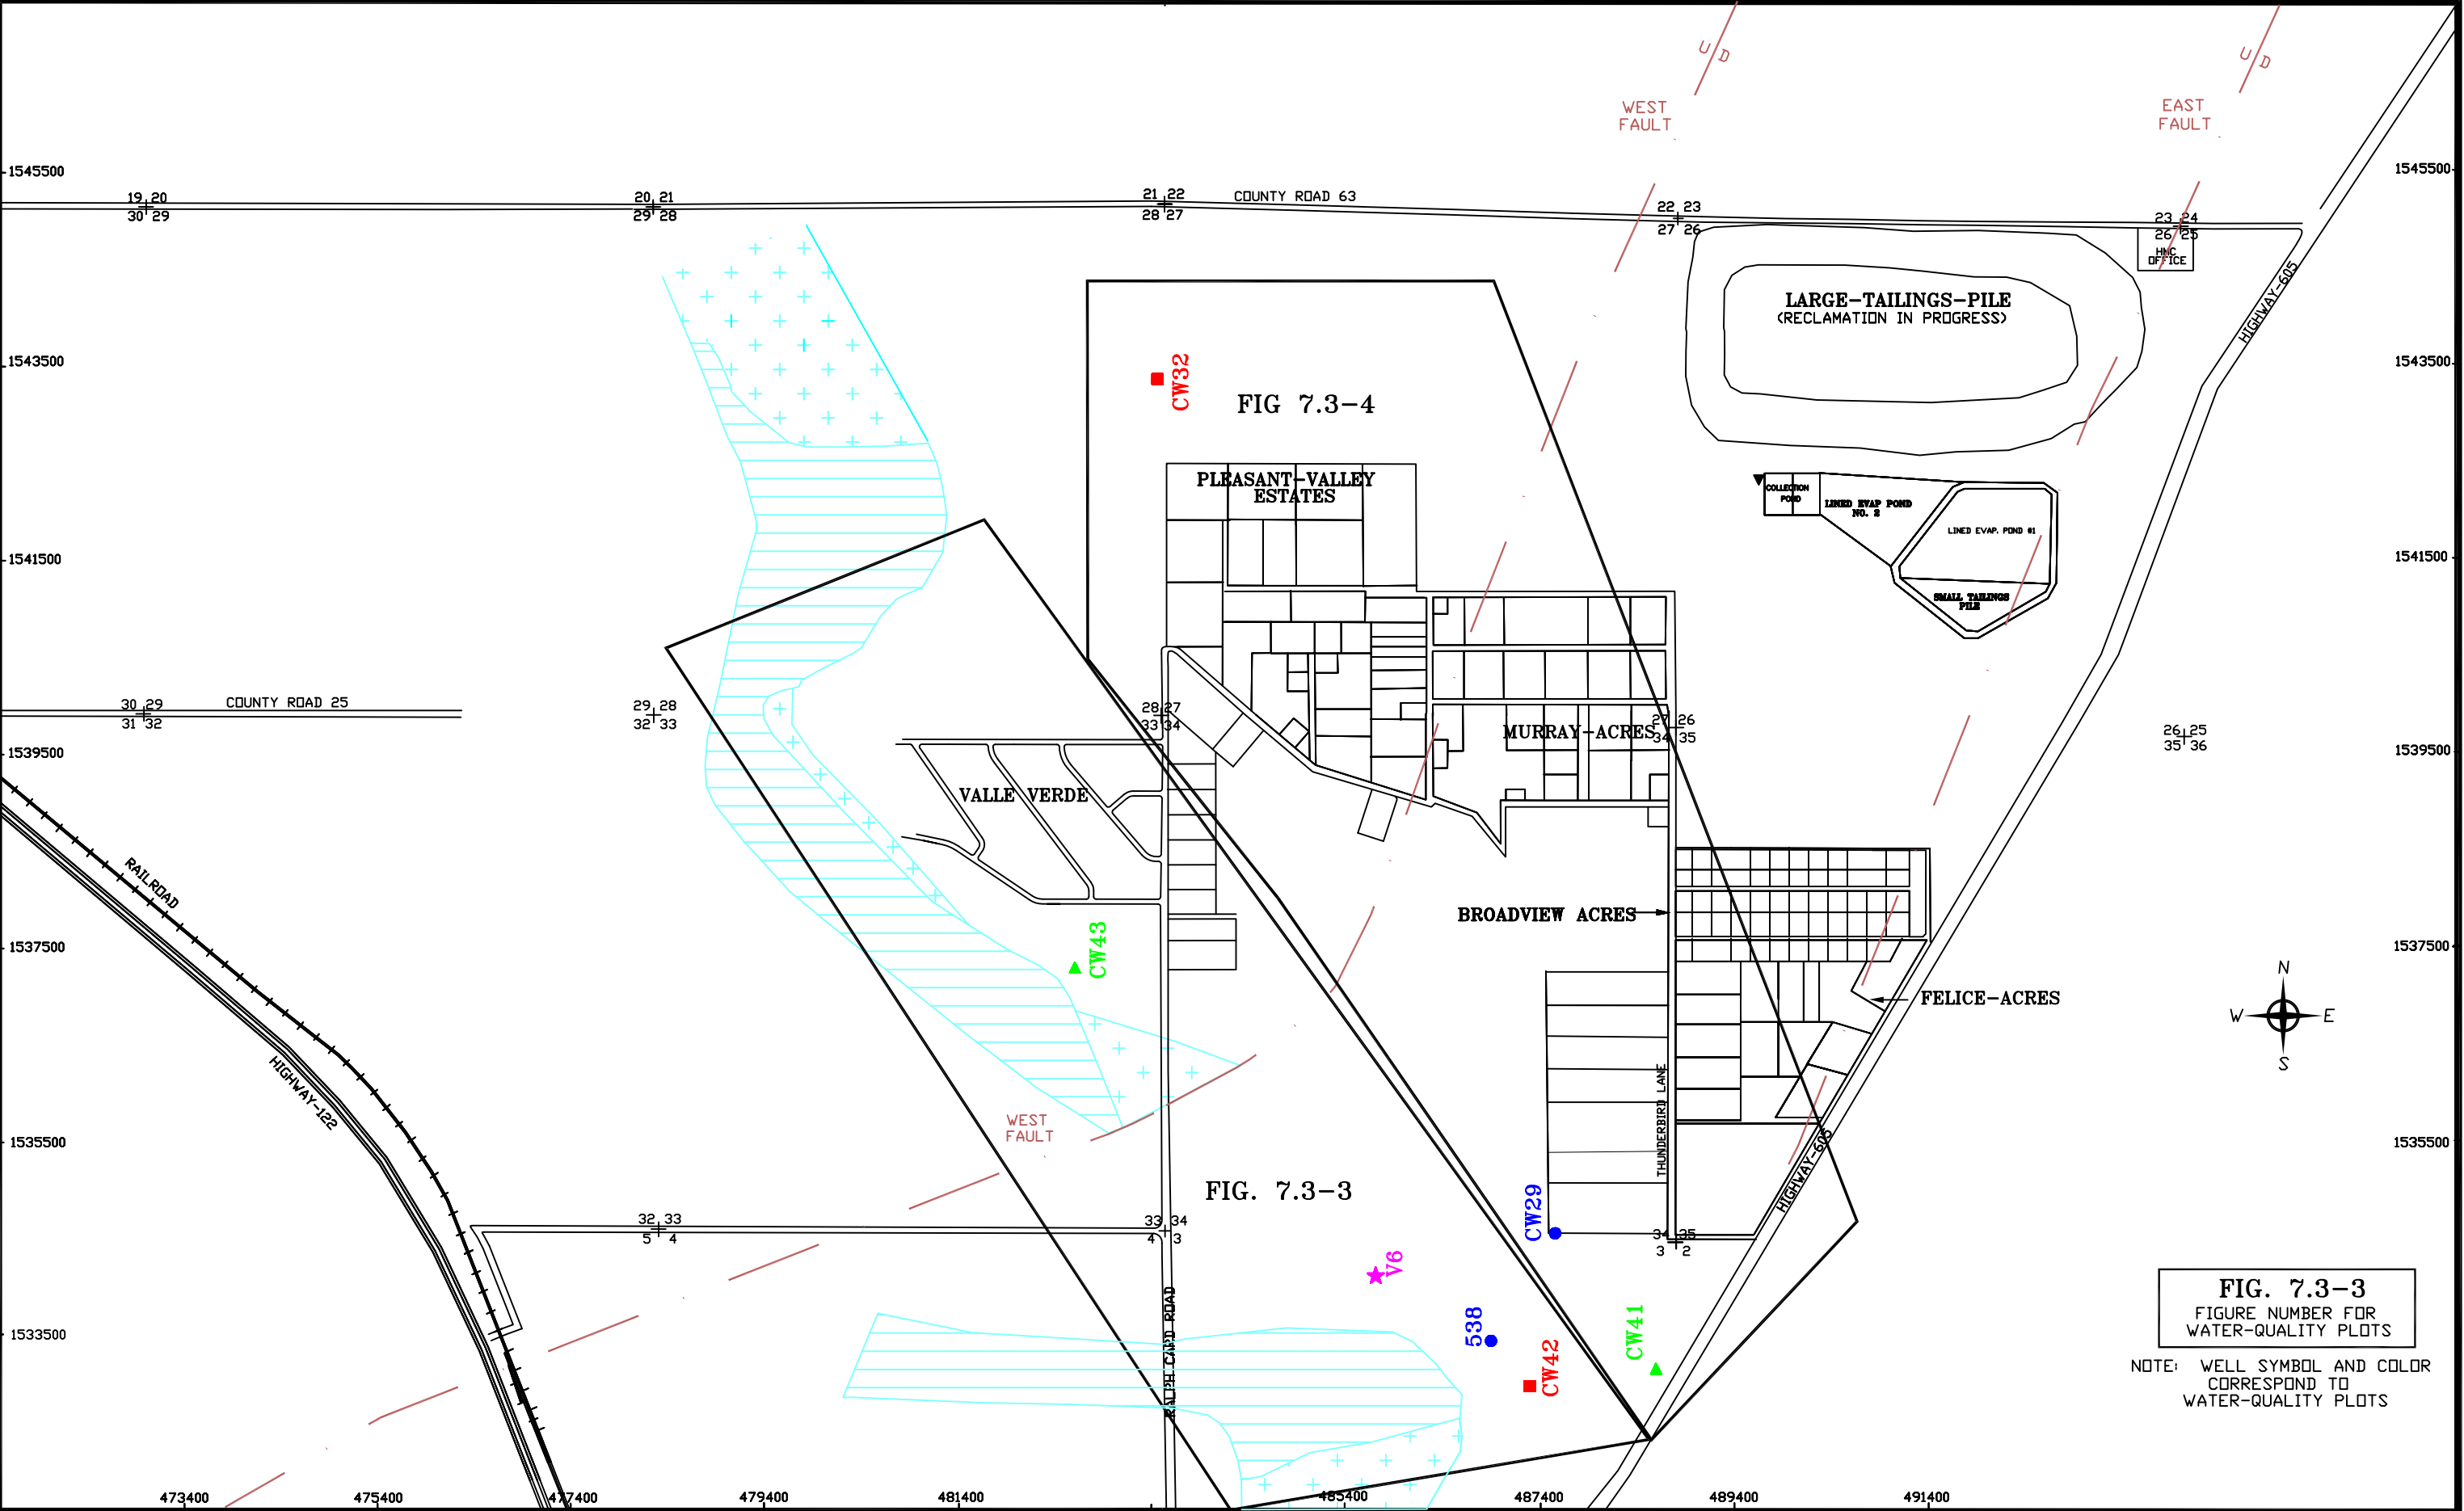 U D
U D
WEST
FAULT
EAST
FAULT
1545500
1545500
19 20
30 29
20 21
29 28
21 22
28 27
COUNTY ROAD 63
22 23
27 26
23 24
26 25
HMC
OFFICE
HIGHWAY-605
LARGE-TAILINGS-PILE
(RECLAMATION IN PROGRESS)
1543500
1543500
CW32
FIG 7.3-4
PLEASANT-VALLEY
ESTATES
COLLECTION
POND
LINED EVAP POND
NO. 2
LINED EVAP. POND #1
SMALL TAILINGS
PILE
1541500
1541500
30 29
31 32
COUNTY ROAD 25
29 28
32 33
28 27
33 34
MURRAY-ACRES
27 26
34 35
26 25
35 36
1539500
1539500
VALLE VERDE
RAILROAD
BROADVIEW ACRES
CW43
1537500
1537500
FELICE-ACRES
N
W E
S
HIGHWAY-122
THUNDERBIRD LANE
WEST
FAULT
1535500
1535500
HIGHWAY-605
FIG. 7.3-3
32 33
5 4
33 34
4 3
CW29
34 35
3 2
V6
RALPH CARD ROAD
538
CW42
CW41
1533500
FIG. 7.3-3
FIGURE NUMBER FOR
WATER-QUALITY PLOTS
NOTE: WELL SYMBOL AND COLOR
CORRESPOND TO
WATER-QUALITY PLOTS
473400
475400
477400
479400
481400
485400
487400
489400
491400